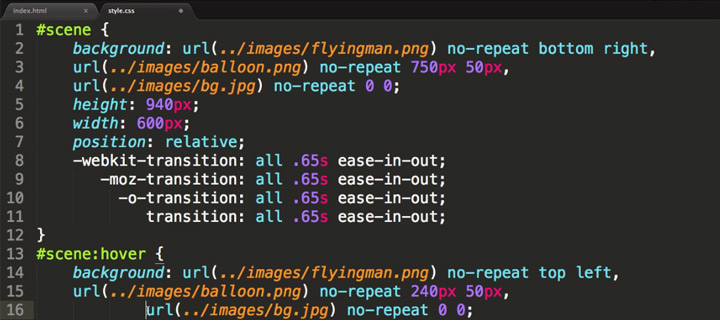 index.html × style.css
1 #scene {
2 background: url(../images/flyingman.png) no-repeat bottom right,
3 url(../images/balloon.png) no-repeat 750px 50px,
4 url(../images/bg.jpg) no-repeat 0 0;
5 height: 940px;
6 width: 600px;
7 position: relative;
8 -webkit-transition: all .65s ease-in-out;
9 -moz-transition: all .65s ease-in-out;
10 -o-transition: all .65s ease-in-out;
11 transition: all .65s ease-in-out;
12 }
13 #scene:hover {
14 background: url(../images/flyingman.png) no-repeat top left,
15 url(../images/balloon.png) no-repeat 240px 50px,
16 url(../images/bg.jpg) no-repeat 0 0;